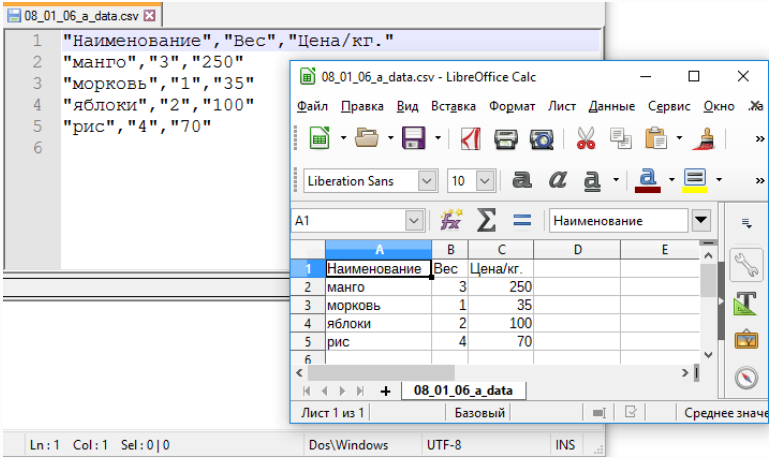 08_01_06_a_data.csv
1 "Наименование","Вес","Цена/кг."
2 "манго","3","250"
3 "морковь","1","35"
4 "яблоки","2","100"
5 "рис","4","70"
6
08_01_06_a_data.csv - LibreOffice Calc
Файл Правка Вид Вставка Формат Лист Данные Сервис Окно
Liberation Sans 10 a a a a
A1 fx Σ = Наименование
A B C D E
1 Наименование Вес Цена/кг.
2 манго 3 250
3 морковь 1 35
4 яблоки 2 100
5 рис 4 70
6
08_01_06_a_data
Лист 1 из 1 Базовый Среднее значе
Ln:1 Col:1 Sel:0|0 Dos\Windows UTF-8 INS